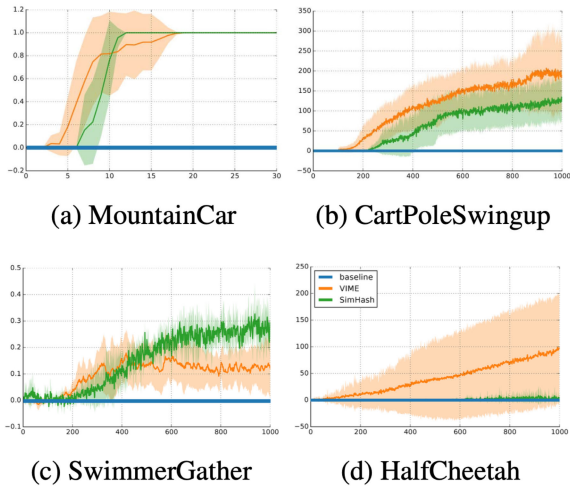 1.0
0.8
0.6
0.4
0.2
0.0
−0.2
0 5 10 15 20 25 30
(a) MountainCar
350
300
250
200
150
100
50
0
−50
0 200 400 600 800 1000
(b) CartPoleSwingup
0.5
0.4
0.3
0.2
0.1
0.0
−0.1
0 200 400 600 800 1000
(c) SwimmerGather
250
200
150
100
50
0
−50
0 200 400 600 800 1000
baseline
VIME
SimHash
(d) HalfCheetah